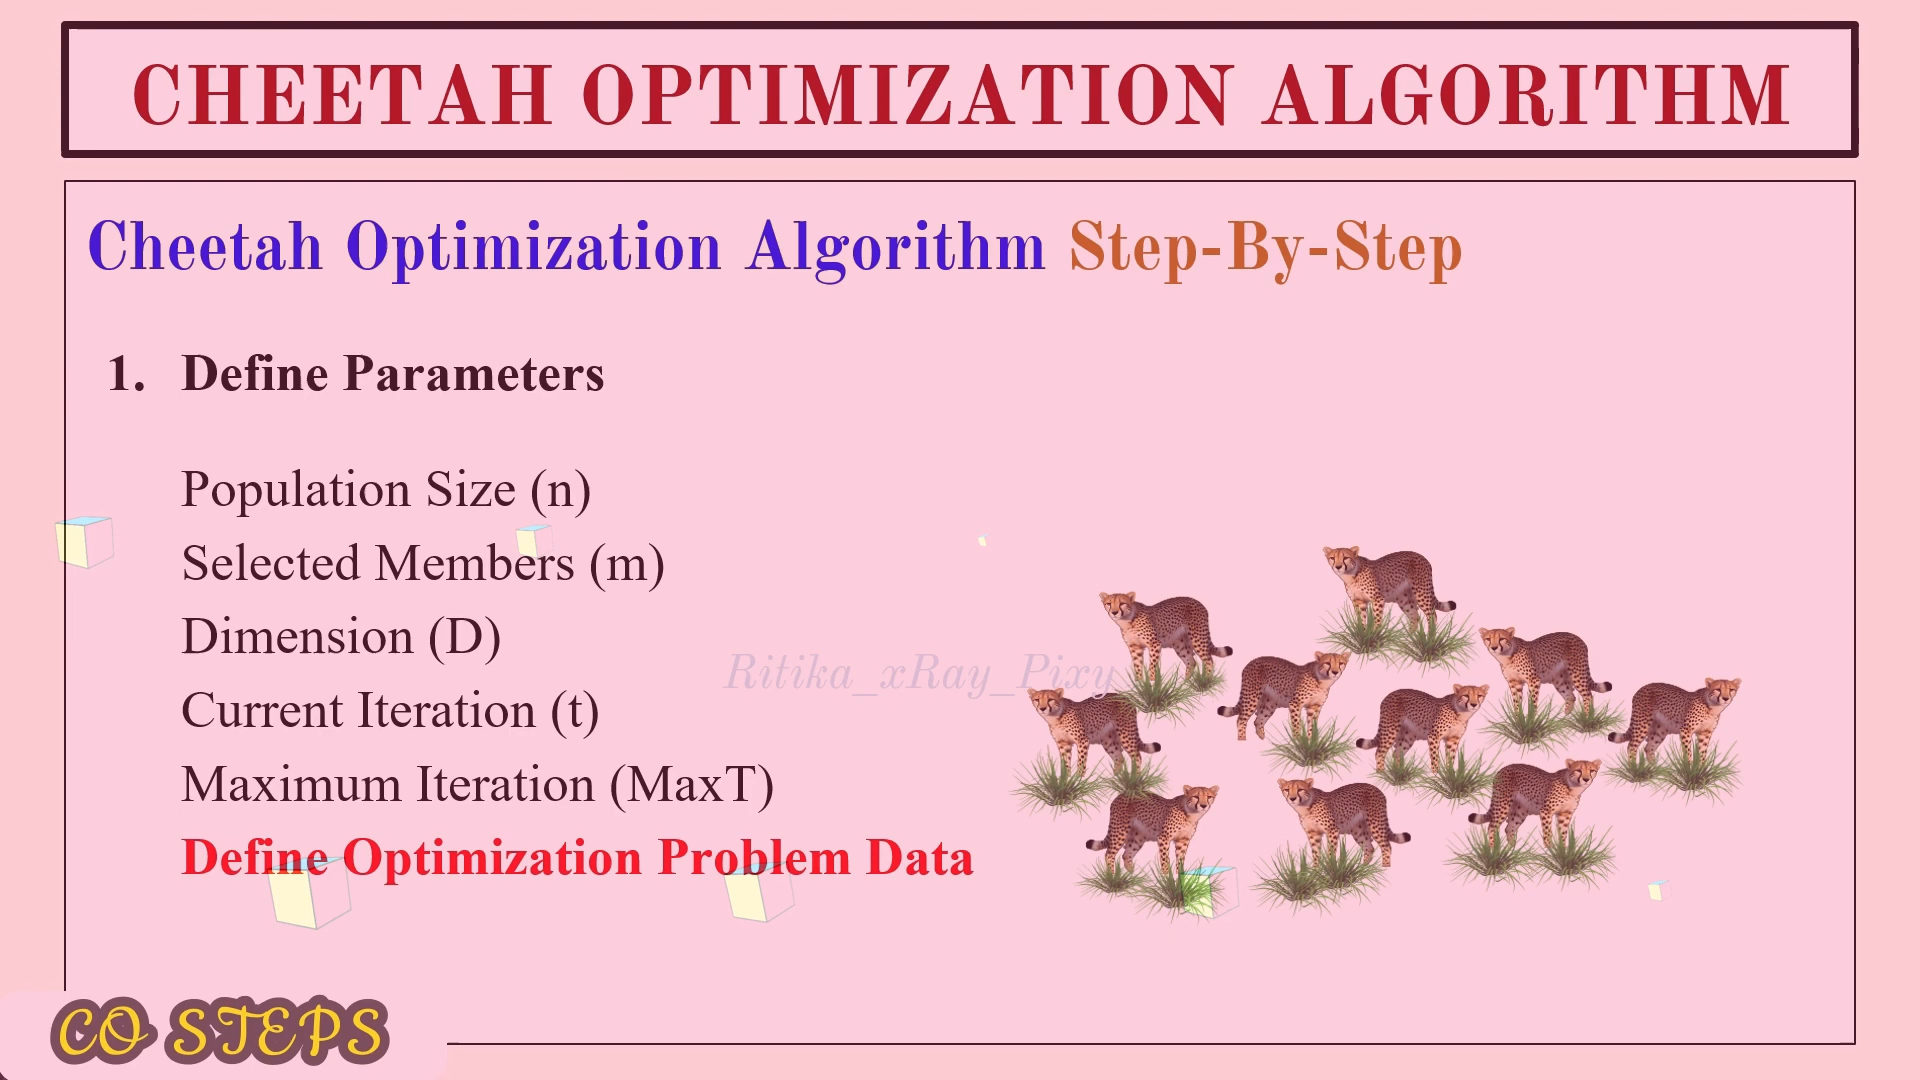 CHEETAH OPTIMIZATION ALGORITHM
Cheetah Optimization Algorithm Step-By-Step
1. Define Parameters
Population Size (n)
Selected Members (m)
Dimension (D)
Current Iteration (t)
Maximum Iteration (MaxT)
Define Optimization Problem Data
Ritika_xRay_Pixy
CO STEPS